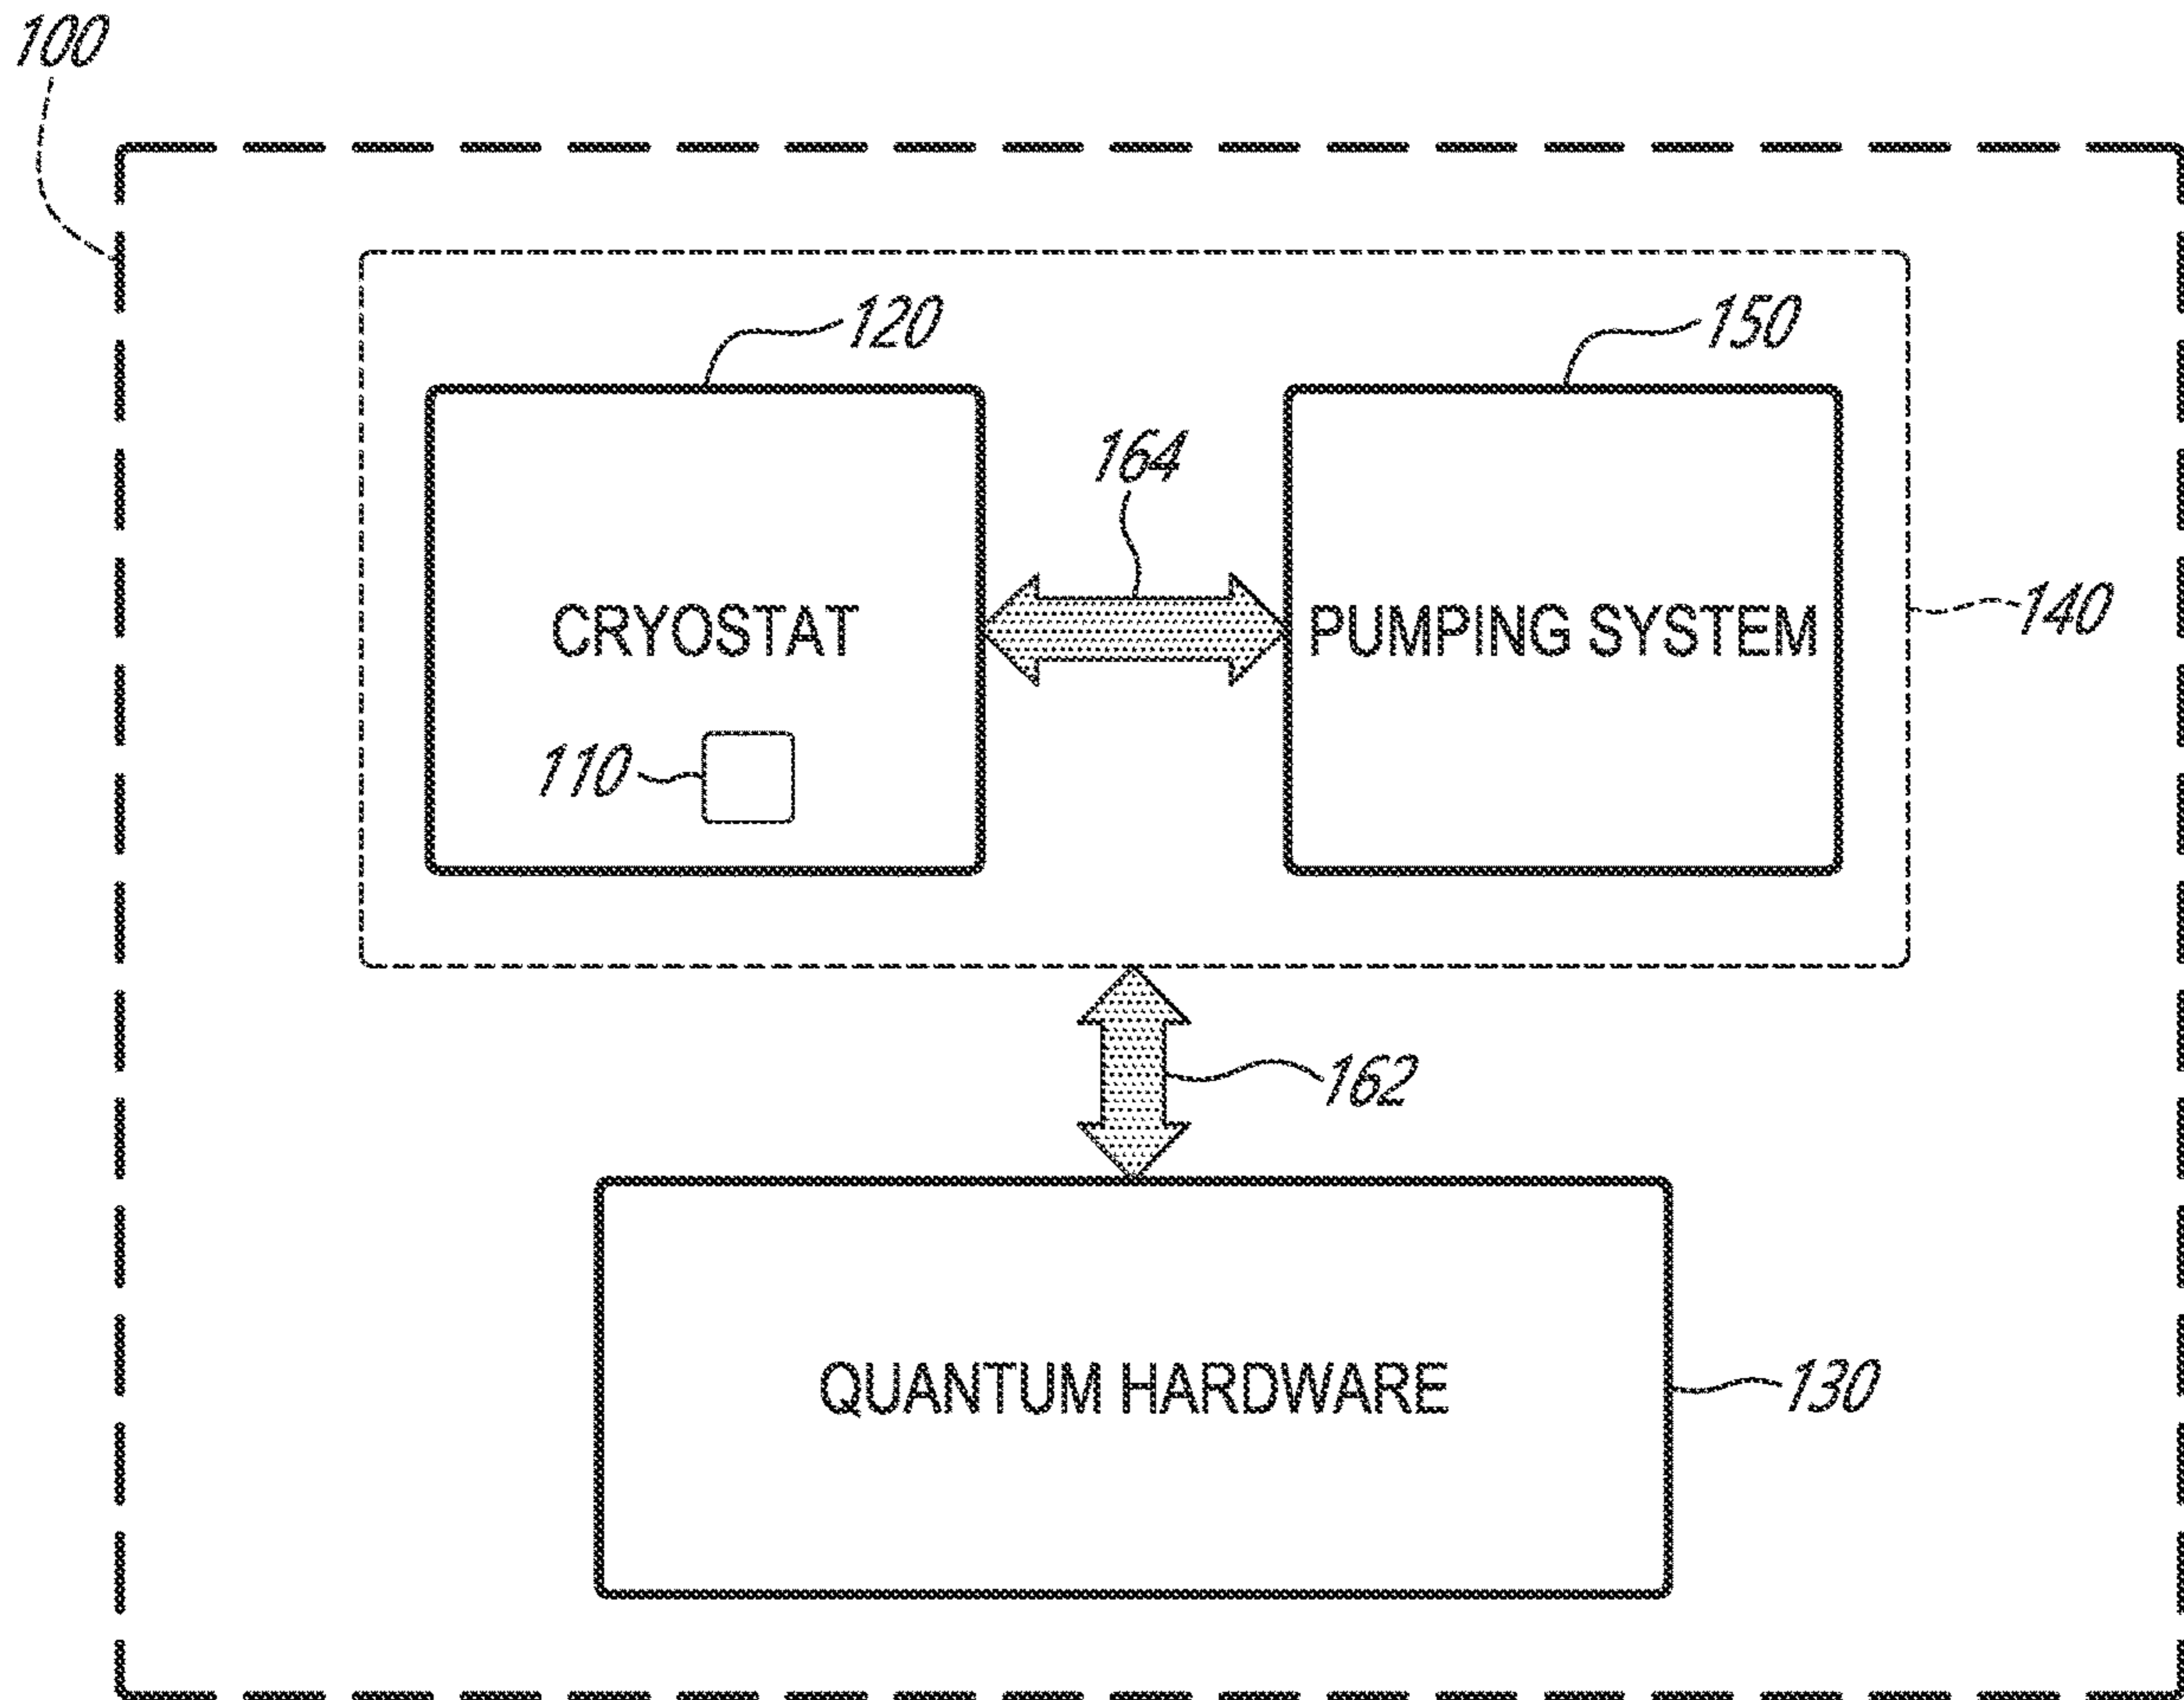 100
120
150
164
CRYOSTAT
PUMPING SYSTEM
140
110
162
QUANTUM HARDWARE
130